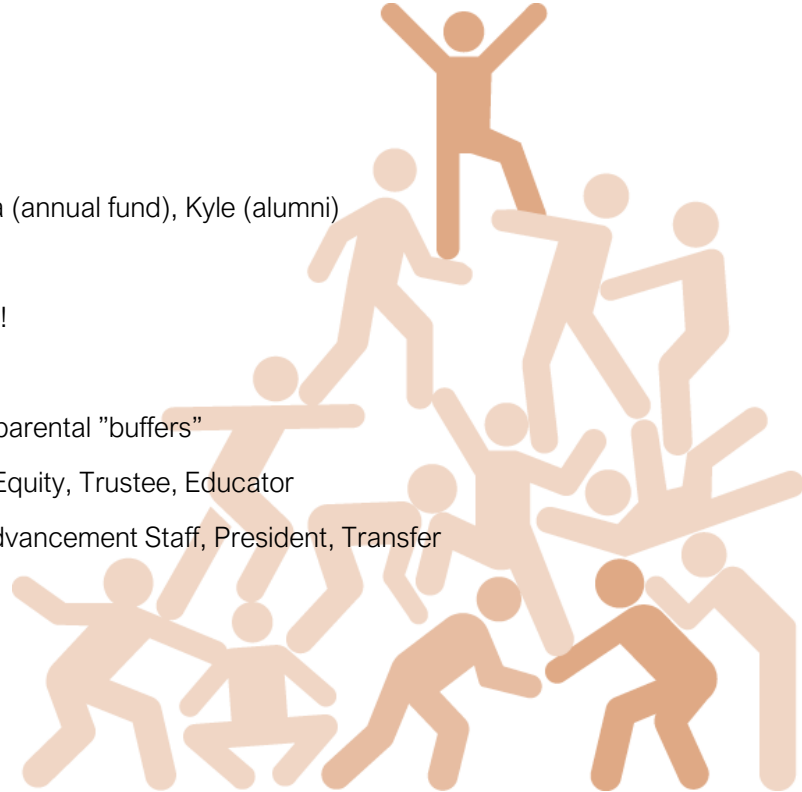 (annual fund), Kyle (alumni)
!
parental ”buffers”
Equity, Trustee, Educator
dvancement Staff, President, Transfer